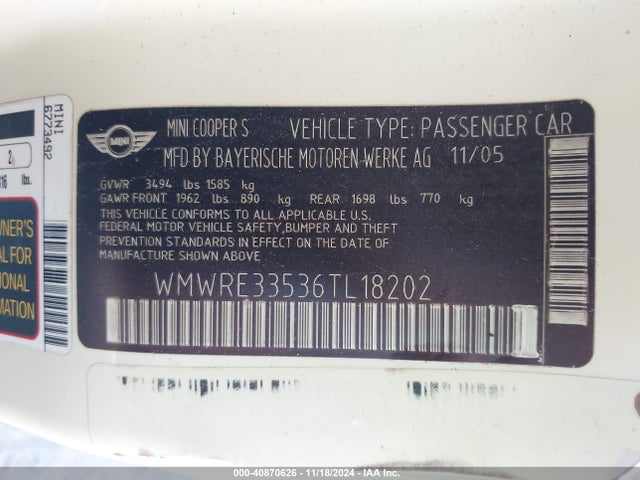 MINI
MINI COOPER S VEHICLE TYPE: PASSENGER CAR
MFD BY BAYERISCHE MOTOREN WERKE AG 11/05
GVWR 3494 lbs 1585 kg
GAWR FRONT 1962 lbs 890 kg REAR 1698 lbs 770 kg
THIS VEHICLE CONFORMS TO ALL APPLICABLE U.S.
FEDERAL MOTOR VEHICLE SAFETY,BUMPER AND THEFT
PREVENTION STANDARDS IN EFFECT ON THE DATE OF
MANUFACTURE SHOWN ABOVE
WMWRE33536TL18202
MINI
6773492
lbs.
WNER'S
AL FOR
IONAL
MATION
000-40870626 - 11/18/2024 - IAA Inc.